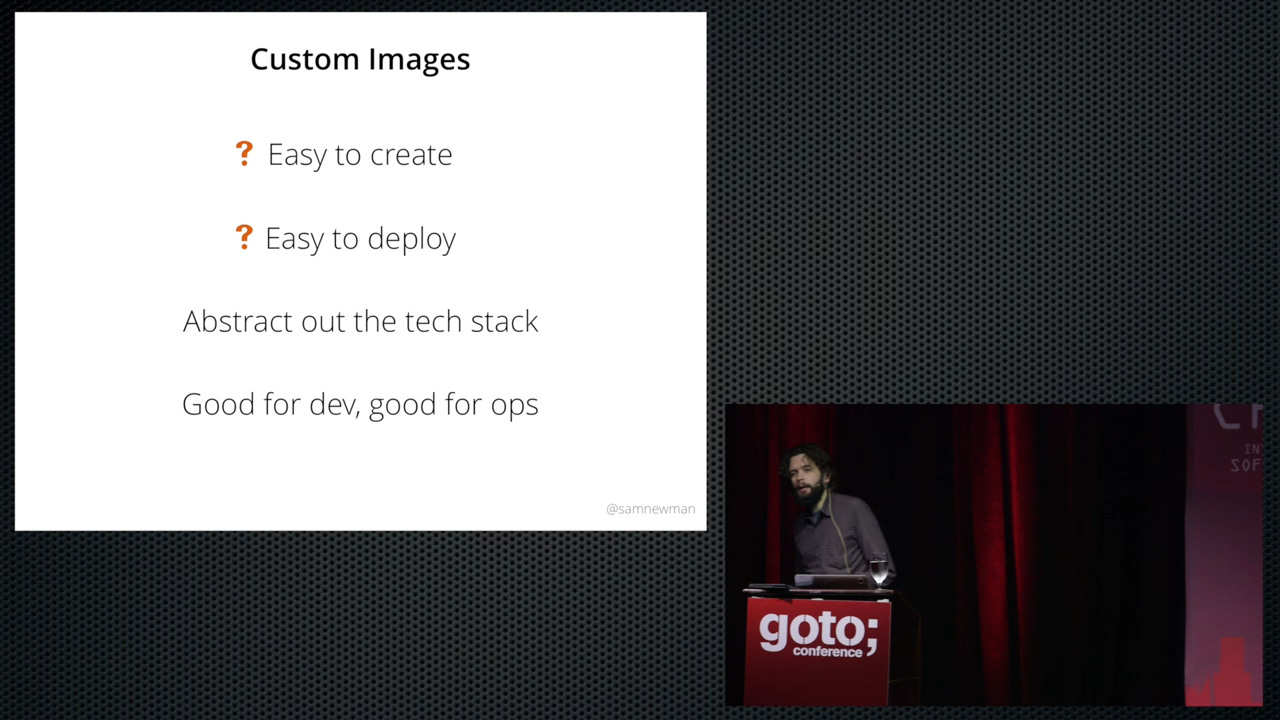 Custom Images
? Easy to create
? Easy to deploy
Abstract out the tech stack
Good for dev, good for ops
@samnewman
goto;
conference